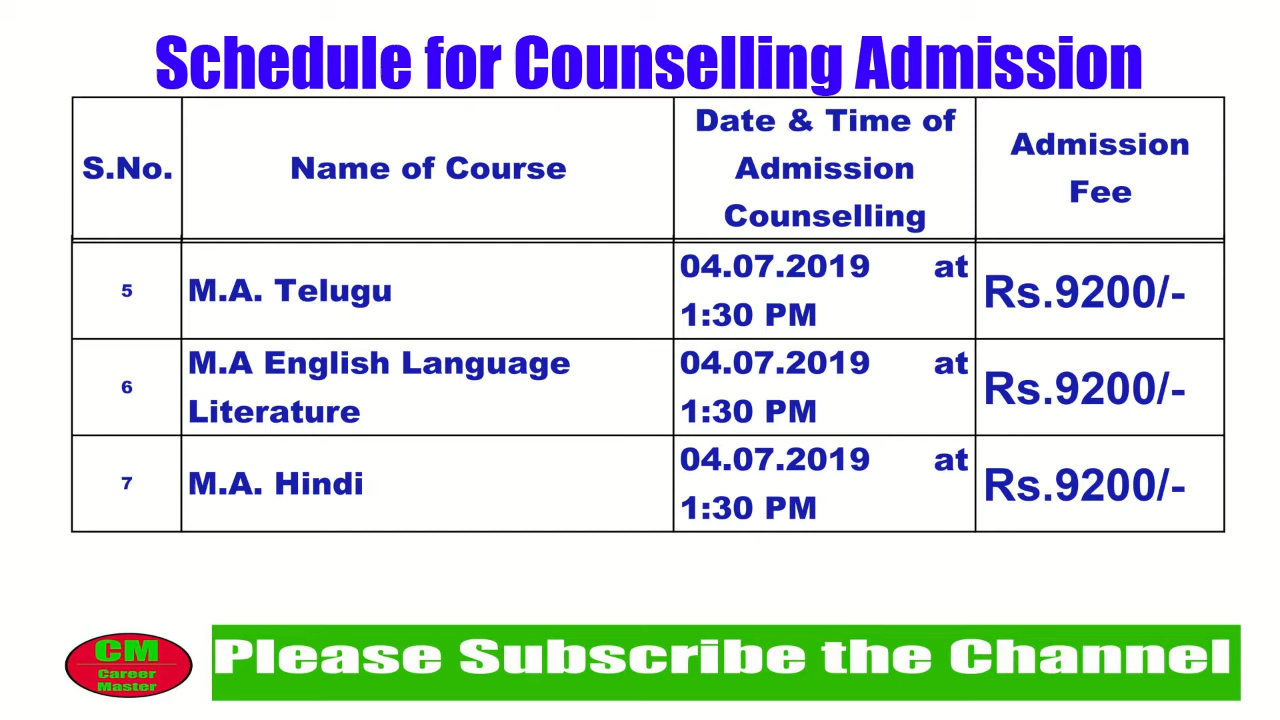 Schedule for Counselling Admission
S.No.
Name of Course
Date & Time of
Admission
Counselling
Admission
Fee
5
M.A. Telugu
04.07.2019 at
1:30 PM
Rs.9200/-
6
M.A English Language
Literature
04.07.2019 at
1:30 PM
Rs.9200/-
7
M.A. Hindi
04.07.2019 at
1:30 PM
Rs.9200/-
CM
Career
Master
Please Subscribe the Channel